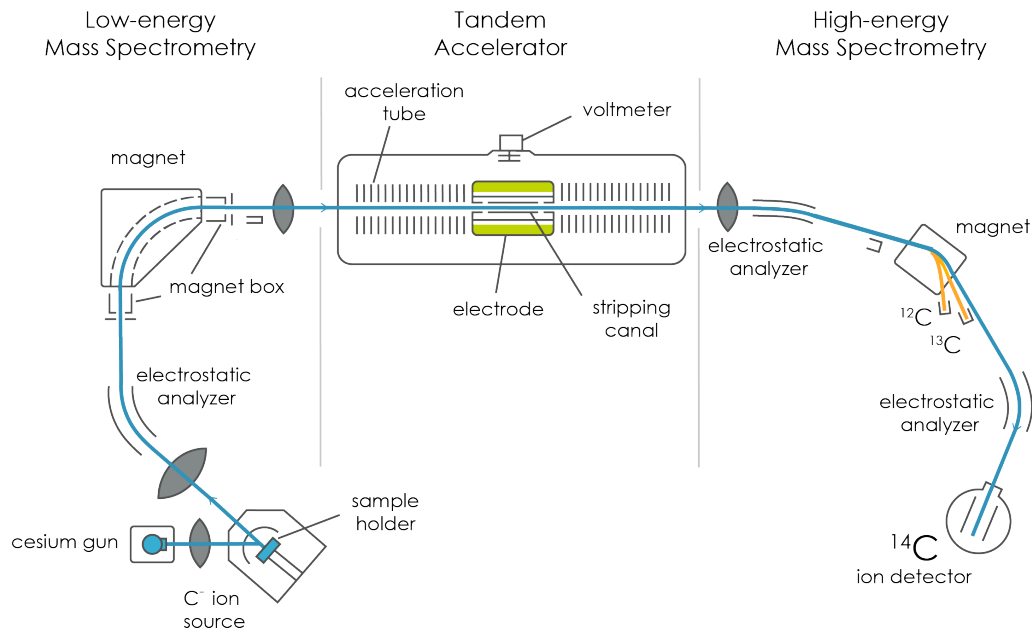 Low-energy
Mass Spectrometry
Tandem
Accelerator
High-energy
Mass Spectrometry
acceleration
tube
voltmeter
magnet
magnet box
electrode
stripping
canal
electrostatic
analyzer
magnet
¹²C
¹³C
electrostatic
analyzer
electrostatic
analyzer
sample
holder
cesium gun
C⁻ ion
source
¹⁴C
ion detector